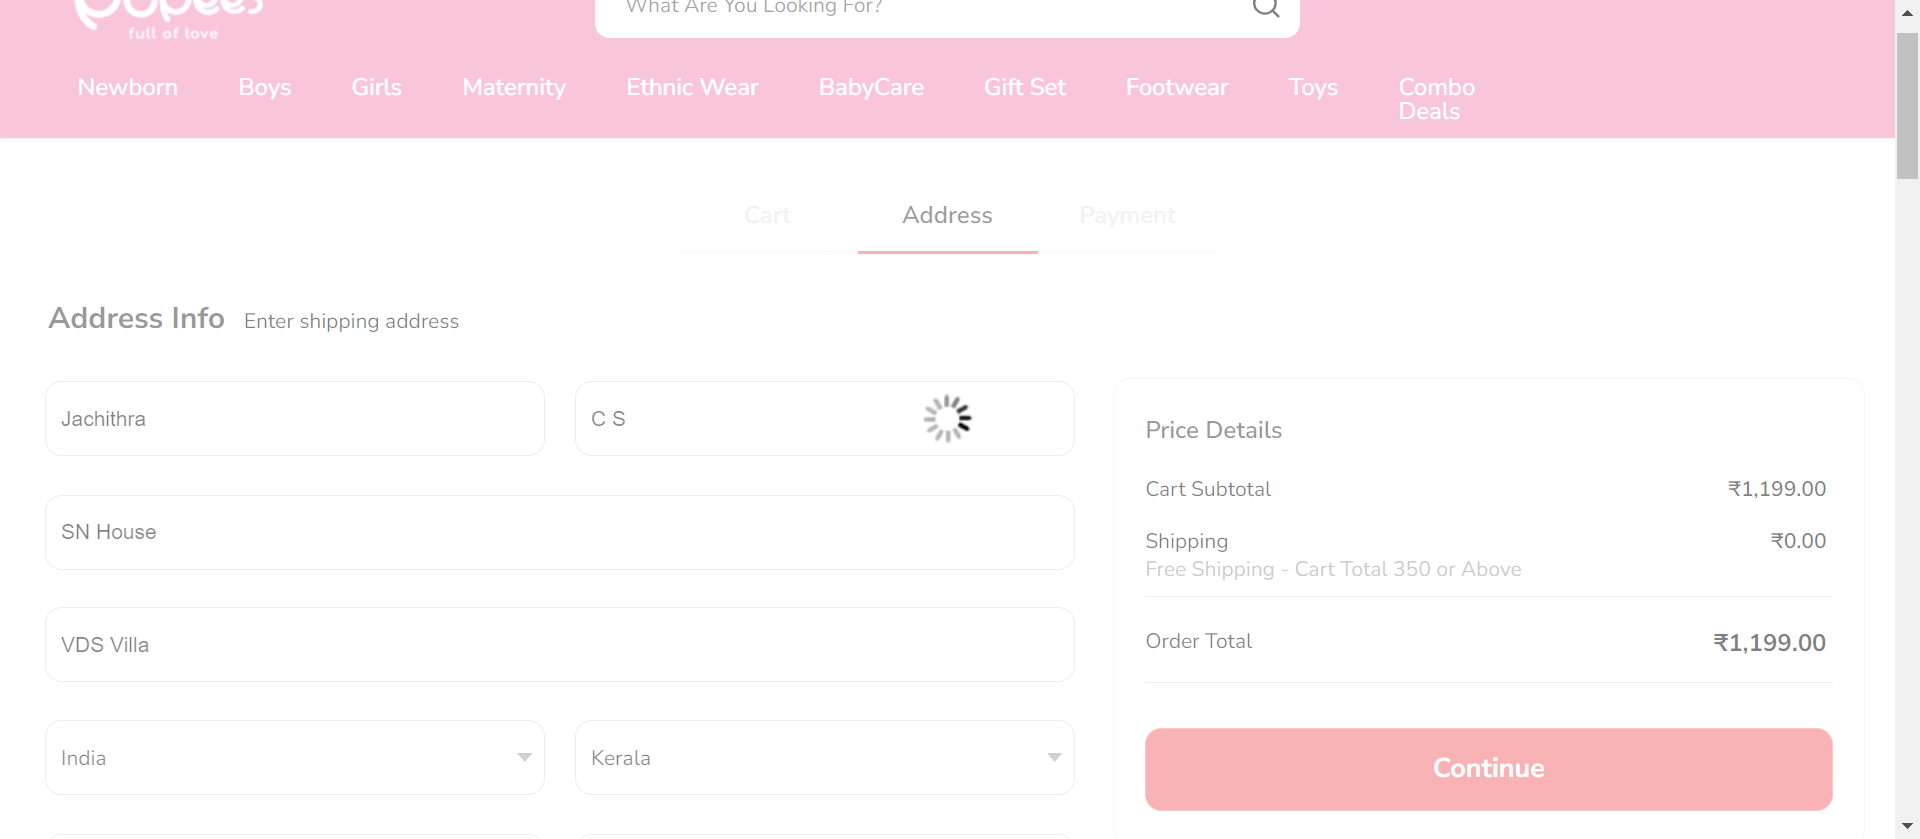 Popees
full of love
What Are You Looking For?
Newborn
Boys
Girls
Maternity
Ethnic Wear
BabyCare
Gift Set
Footwear
Toys
Combo
Deals
Cart
Address
Payment
Address Info Enter shipping address
Jachithra
C S
SN House
VDS Villa
India
Kerala
Price Details
Cart Subtotal ₹1,199.00
Shipping ₹0.00
Free Shipping - Cart Total 350 or Above
Order Total ₹1,199.00
Continue